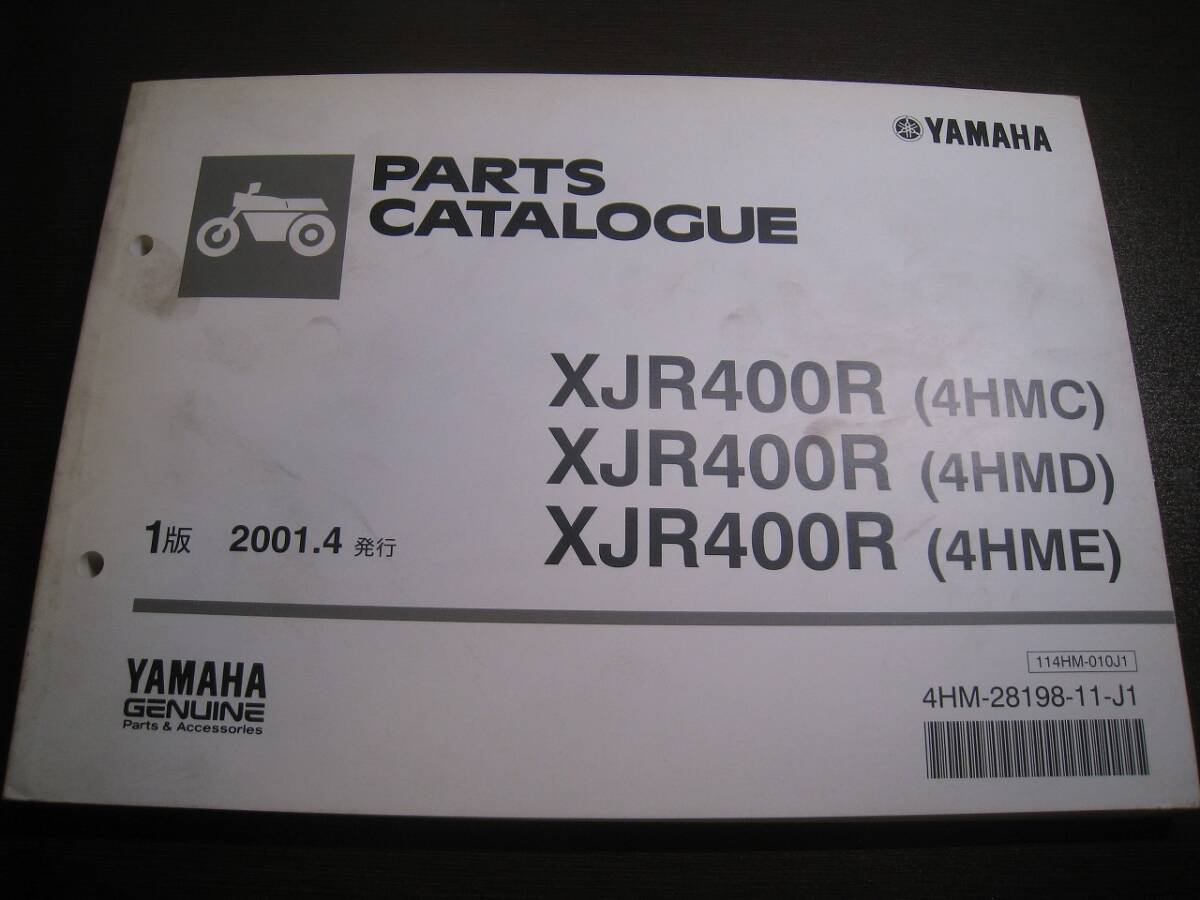 YAMAHA
PARTS
CATALOGUE
XJR400R (4HMC)
XJR400R (4HMD)
XJR400R (4HME)
1版 2001.4 発行
YAMAHA
GENUINE
Parts & Accessories
114HM-010J1
4HM-28198-11-J1